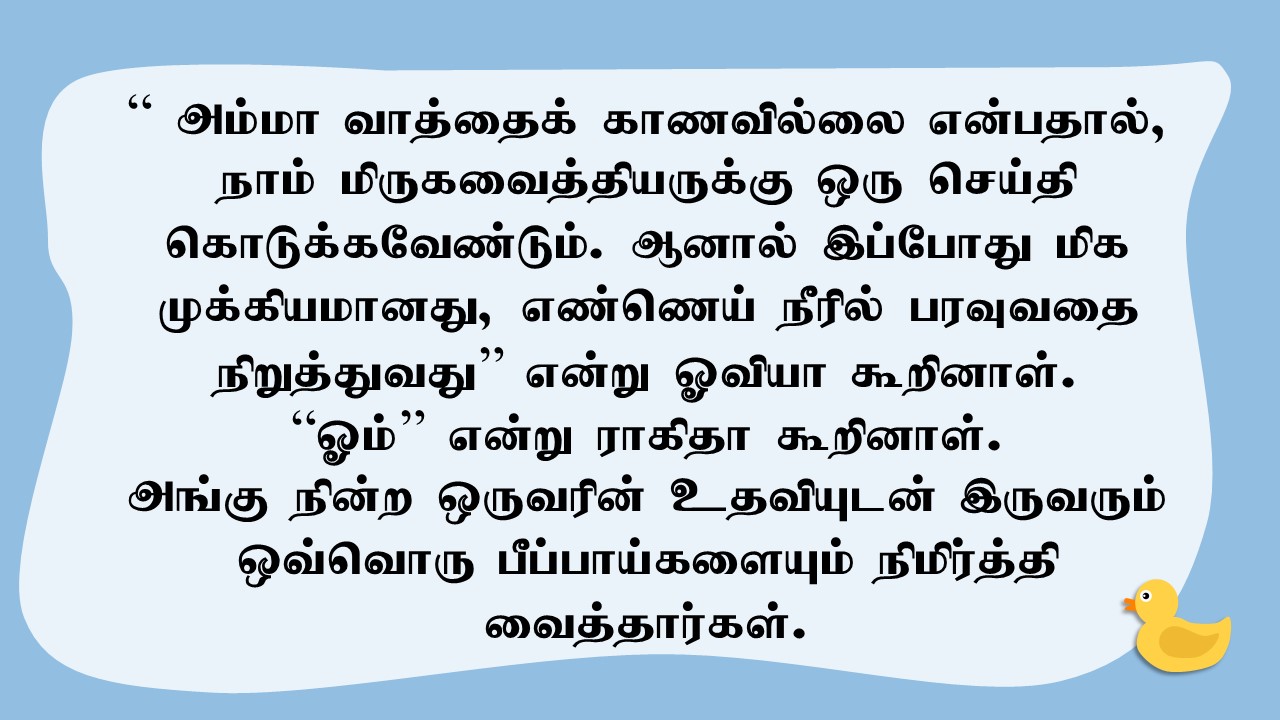 “ அம்மா வாத்தைக் காணவில்லை என்பதால்,
நாம் மிருகவைத்தியருக்கு ஒரு செய்தி
கொடுக்கவேண்டும். ஆனால் இப்போது மிக
முக்கியமானது, எண்ணெய் நீரில் பரவுவதை
நிறுத்துவது” என்று ஓவியா கூறினாள்.
“ஓம்” என்று ராகிதா கூறினாள்.
அங்கு நின்ற ஒருவரின் உதவியுடன் இருவரும்
ஒவ்வொரு பீப்பாய்களையும் நிமிர்த்தி
வைத்தார்கள்.